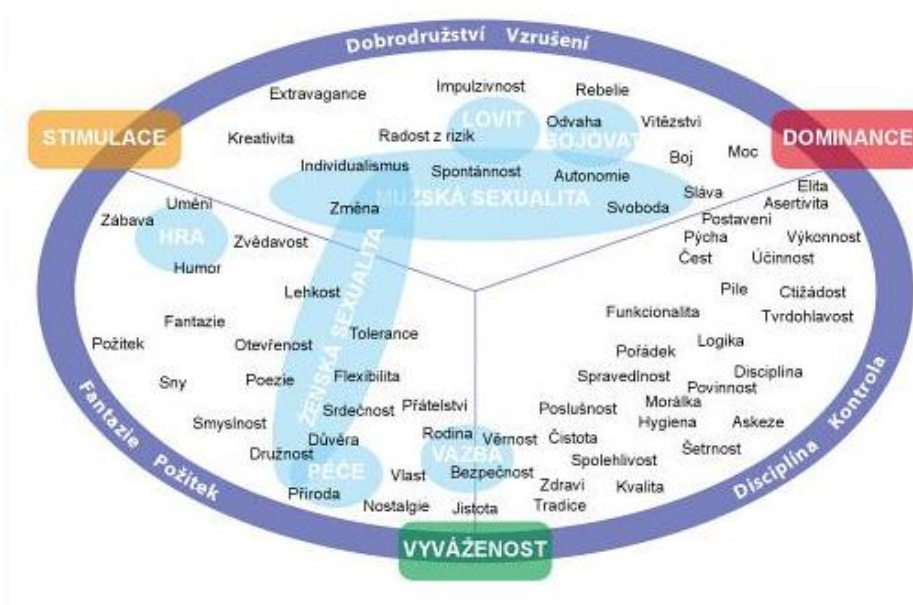 Dobrodružství Vzrušení
Impulzivnost
Rebelie
Extravagance
LOVIT
Odvaha
Vítězství
STIMULACE
Kreativita
Radost z rizik
BOJOVAT
DOMINANCE
Boj
Moc
Individualismus
Spontánnost
Autonomie
Elita
MUŽSKÁ SEXUALITA
Sláva
Asertivita
Umění
Změna
Svoboda
Postavení
Zábava
HRA
Zvědavost
Pýcha
Výkonnost
Humor
Čest
Účinnost
Lehkost
Píle
Ctižádost
ŽENSKÁ SEXUALITA
Funkcionalita
Tvrdohlavost
Fantazie
Tolerance
Požitek
Otevřenost
Logika
Pořádek
Sny
Poezie
Flexibilita
Spravedlnost
Disciplína
Povinnost
Srdečnost
Přátelství
Poslušnost
Morálka
Smyslnost
Hygiena
Askeze
Důvěra
Rodina
Věrnost
Čistota
Družnost
VAZBA
Spolehlivost
Šetrnost
PÉČE
Vlast
Bezpečnost
Zdraví
Kvalita
Příroda
Nostalgie
Jistota
Tradice
Fantazie Požitek
Disciplína Kontrola
VYVÁŽENOST